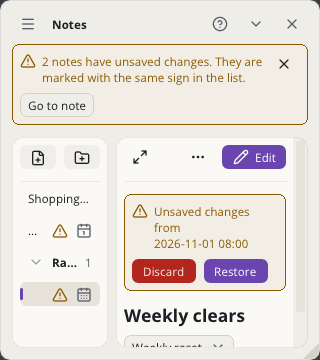 Notes
2 notes have unsaved changes. They are
marked with the same sign in the list.
Go to note
Edit
Shopping...
...
Ra... 1
Unsaved changes
from
2026-11-01 08:00
Discard Restore
Weekly clears
Weekly reset